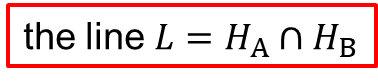 the line L = H_A ∩ H_B